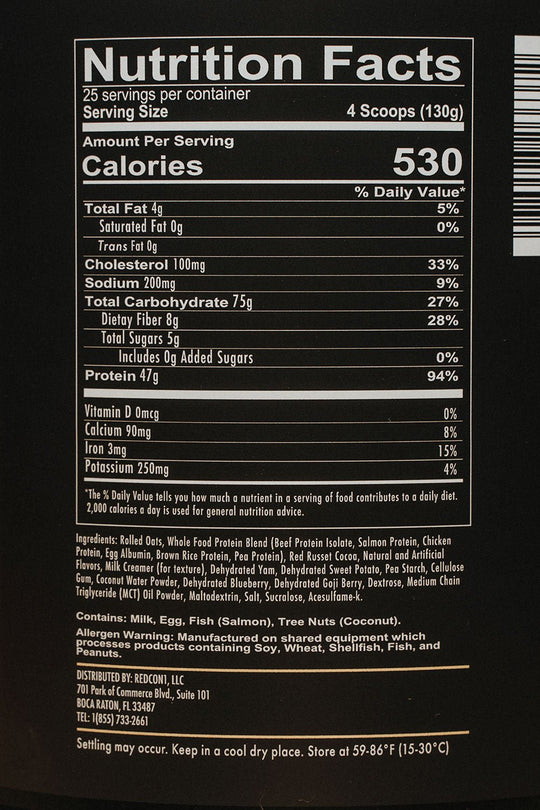 Nutrition Facts
25 servings per container
Serving Size 4 Scoops (130g)
Amount Per Serving
Calories 530
% Daily Value*
Total Fat 4g 5%
Saturated Fat 0g 0%
Trans Fat 0g
Cholesterol 100mg 33%
Sodium 200mg 9%
Total Carbohydrate 75g 27%
Dietay Fiber 8g 28%
Total Sugars 5g
Includes 0g Added Sugars 0%
Protein 47g 94%
Vitamin D 0mcg 0%
Calcium 90mg 8%
Iron 3mg 15%
Potassium 250mg 4%
*The % Daily Value tells you how much a nutrient in a serving of food contributes to a daily diet.
2,000 calories a day is used for general nutrition advice.
Ingredients: Rolled Oats, Whole Food Protein Blend (Beef Protein Isolate, Salmon Protein, Chicken
Protein, Egg Albumin, Brown Rice Protein, Pea Protein), Red Russet Cocoa, Natural and Artificial
Flavors, Milk Creamer (for texture), Dehydrated Yam, Dehydrated Sweet Potato, Pea Starch, Cellulose
Gum, Coconut Water Powder, Dehydrated Blueberry, Dehydrated Goji Berry, Dextrose, Medium Chain
Triglyceride (MCT) Oil Powder, Maltodextrin, Salt, Sucralose, Acesulfame-k.
Contains: Milk, Egg, Fish (Salmon), Tree Nuts (Coconut).
Allergen Warning: Manufactured on shared equipment which
processes products containing Soy, Wheat, Shellfish, Fish, and
Peanuts.
DISTRIBUTED BY: REDCON1, LLC
701 Park of Commerce Blvd., Suite 101
BOCA RATON, FL 33487
TEL: 1(855) 733-2661
Settling may occur. Keep in a cool dry place. Store at 59-86°F (15-30°C)